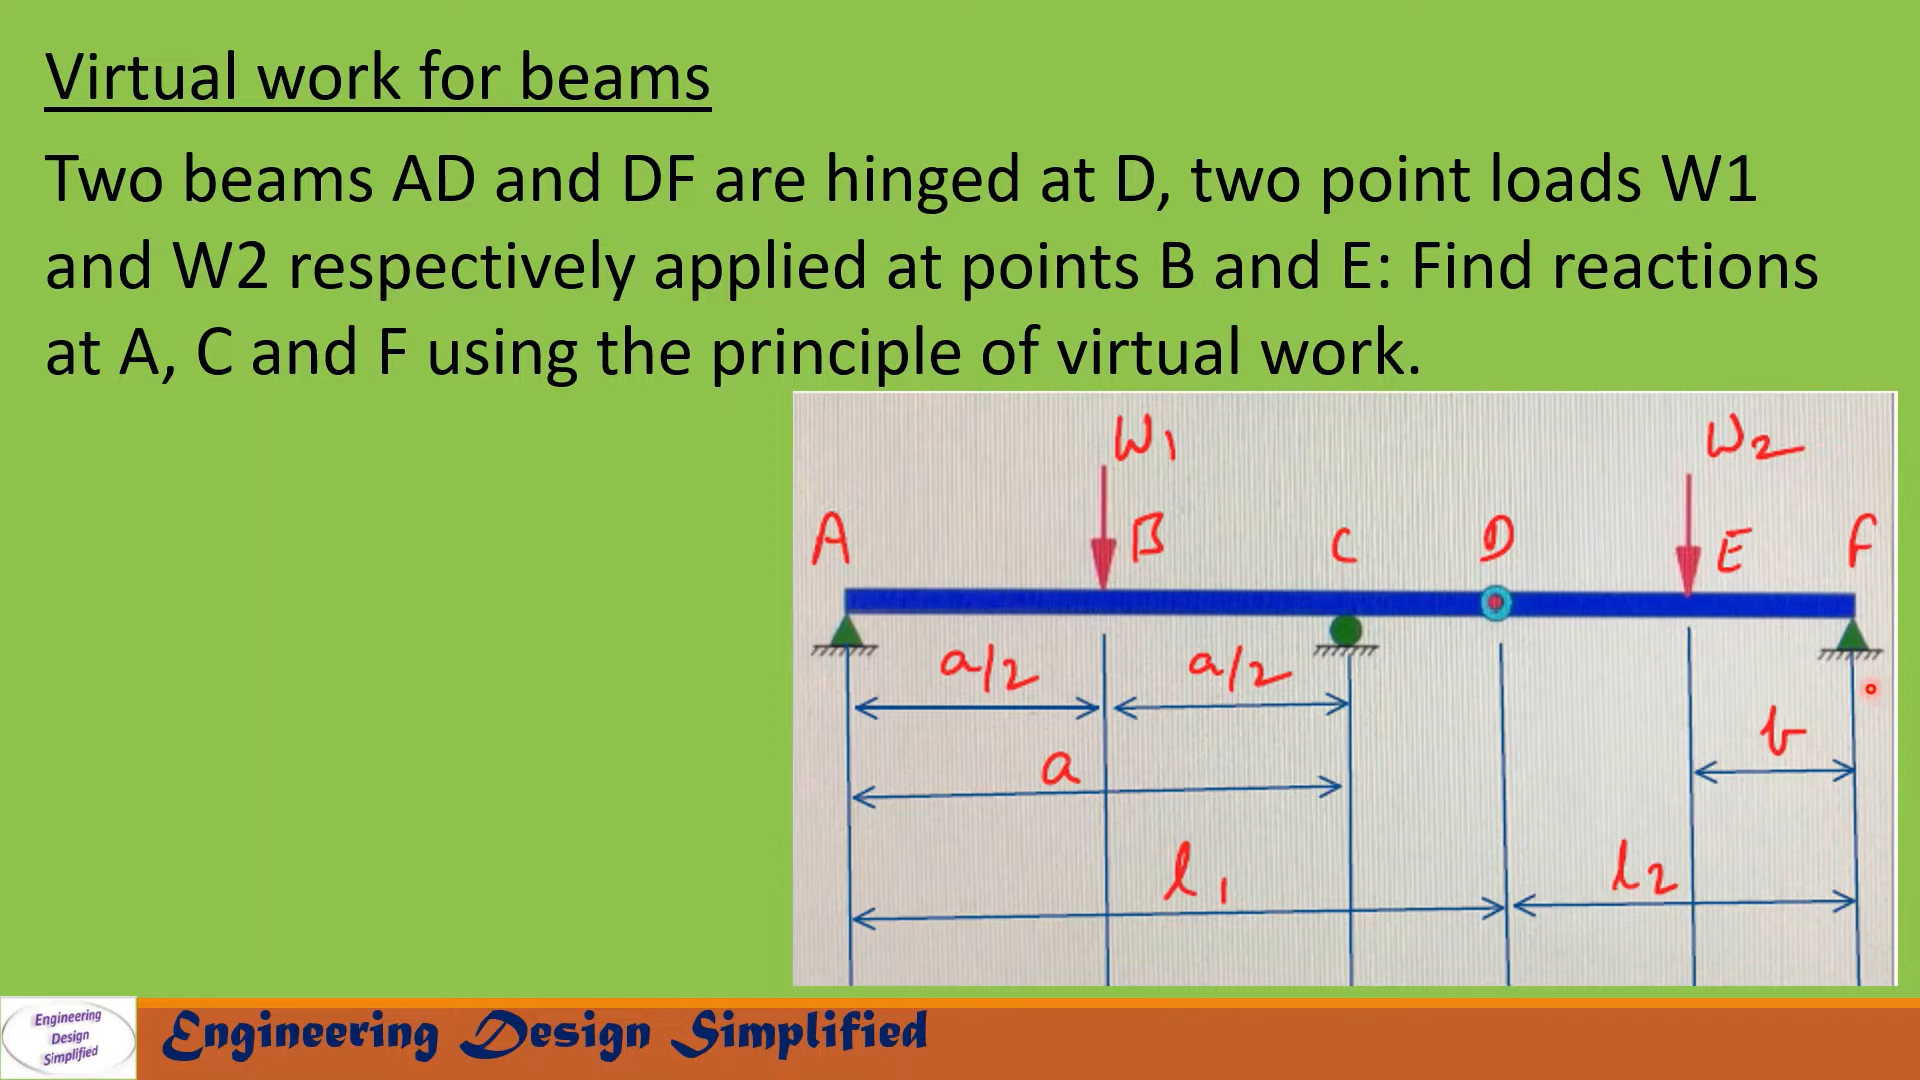 Virtual work for beams
Two beams AD and DF are hinged at D, two point loads W1
and W2 respectively applied at points B and E: Find reactions
at A, C and F using the principle of virtual work.
W1 W2
A B C D E F
a/2 a/2
b
a
l1 l2
Engineering
Design
Simplified
Engineering Design Simplified